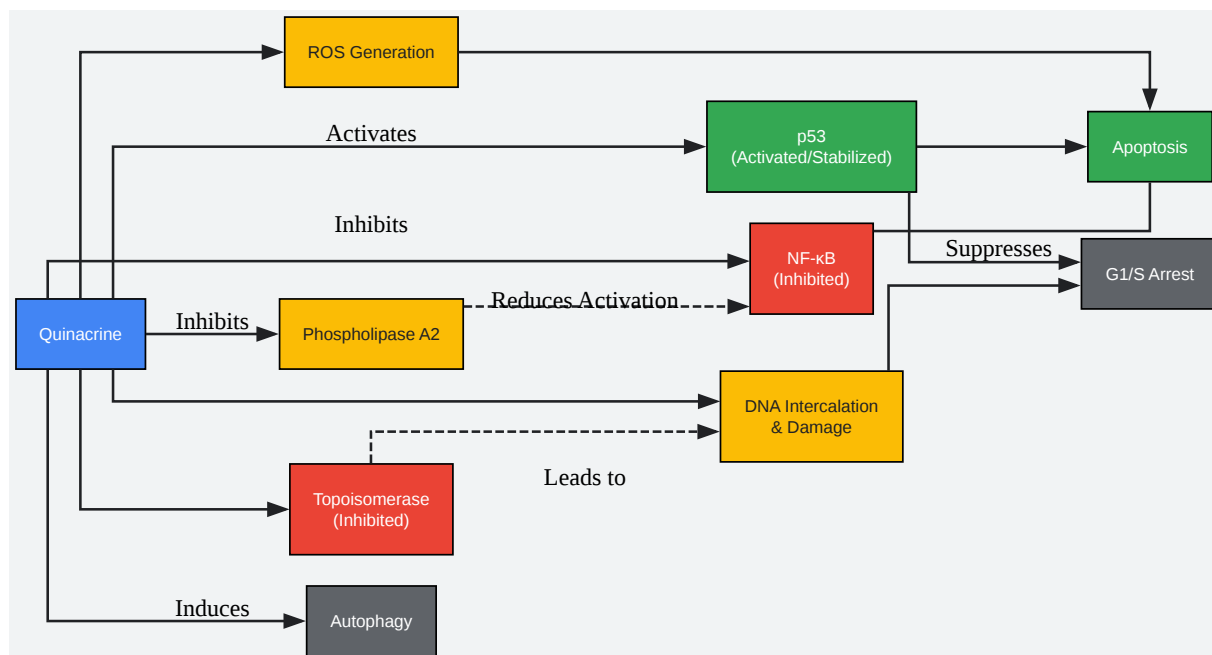 ROS Generation
Activates
p53
(Activated/Stabilized)
Apoptosis
Inhibits
NF-κB
(Inhibited)
Suppresses
G1/S Arrest
Reduces Activation
Quinacrine
Inhibits
Phospholipase A2
DNA Intercalation
& Damage
Leads to
Topoisomerase
(Inhibited)
Induces
Autophagy